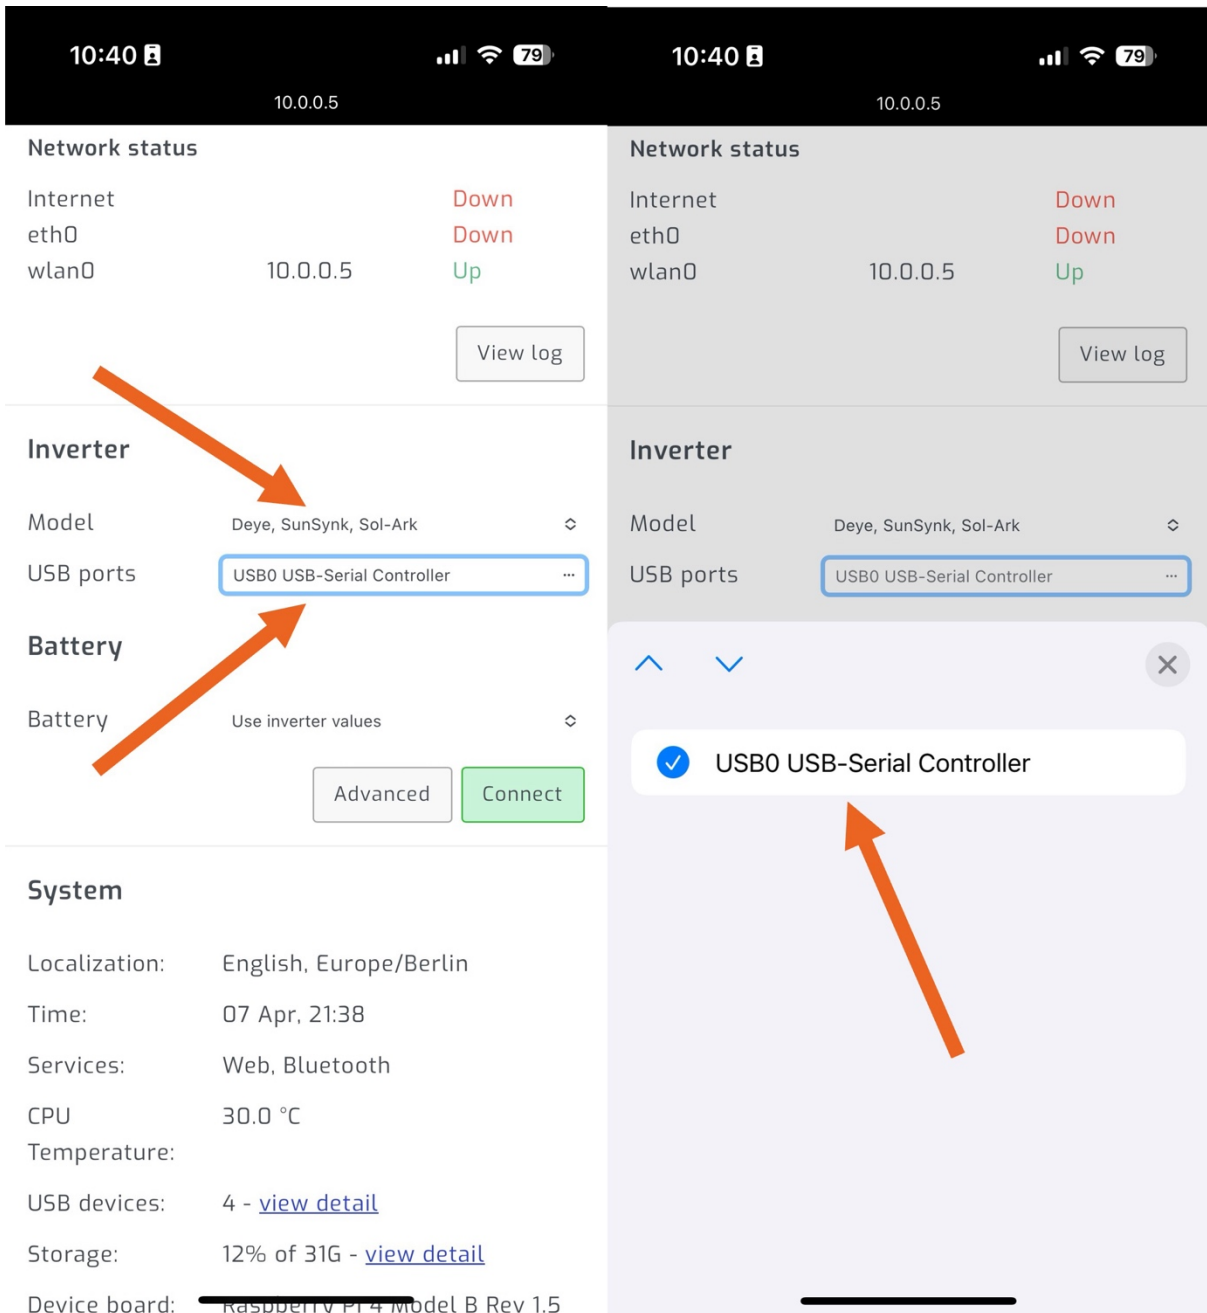 10:40
79
10.0.0.5
Network status
Internet Down
eth0 Down
wlan0 10.0.0.5 Up
View log
Inverter
Model Deye, SunSynk, Sol-Ark
USB ports USB0 USB-Serial Controller ...
Battery
Battery Use inverter values
Advanced Connect
System
Localization: English, Europe/Berlin
Time: 07 Apr, 21:38
Services: Web, Bluetooth
CPU 30.0 °C
Temperature:
USB devices: 4 - view detail
Storage: 12% of 31G - view detail
Device board: Raspberry Pi 4 Model B Rev 1.5
10:40
79
10.0.0.5
Network status
Internet Down
eth0 Down
wlan0 10.0.0.5 Up
View log
Inverter
Model Deye, SunSynk, Sol-Ark
USB ports USB0 USB-Serial Controller ...
USB0 USB-Serial Controller